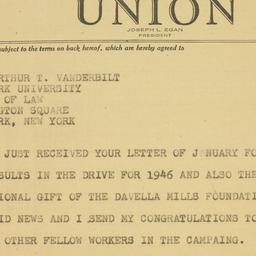 UNION
JOSEPH L. EGAN
PRESIDENT
subject to the terms on back hereof, which are hereby agreed to
RTHUR T. VANDERBILT
RK UNIVERSITY
OF LAW
GTON SQUARE
RK, NEW YORK
JUST RECEIVED YOUR LETTER OF JANUARY FO
SULTS IN THE DRIVE FOR 1946 AND ALSO THE
IONAL GIFT OF THE DAVELLA MILLS FOUNDATI
ID NEWS AND I SEND MY CONGRATULATIONS TO
OTHER FELLOW WORKERS IN THE CAMPAING.